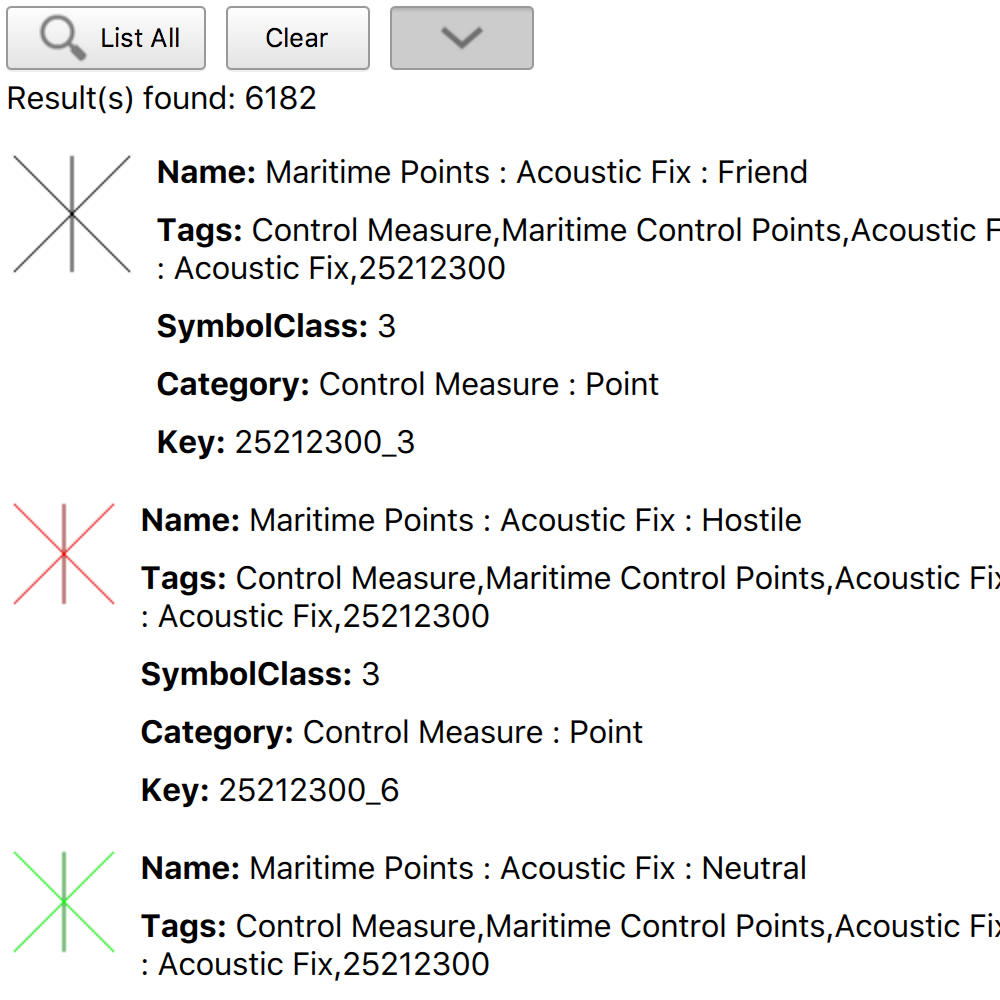 List All
Clear
Result(s) found: 6182
Name: Maritime Points : Acoustic Fix : Friend
Tags: Control Measure,Maritime Control Points,Acoustic
: Acoustic Fix,25212300
SymbolClass: 3
Category: Control Measure : Point
Key: 25212300_3
Name: Maritime Points : Acoustic Fix : Hostile
Tags: Control Measure,Maritime Control Points,Acoustic Fix
: Acoustic Fix,25212300
SymbolClass: 3
Category: Control Measure : Point
Key: 25212300_6
Name: Maritime Points : Acoustic Fix : Neutral
Tags: Control Measure,Maritime Control Points,Acoustic Fix
: Acoustic Fix,25212300